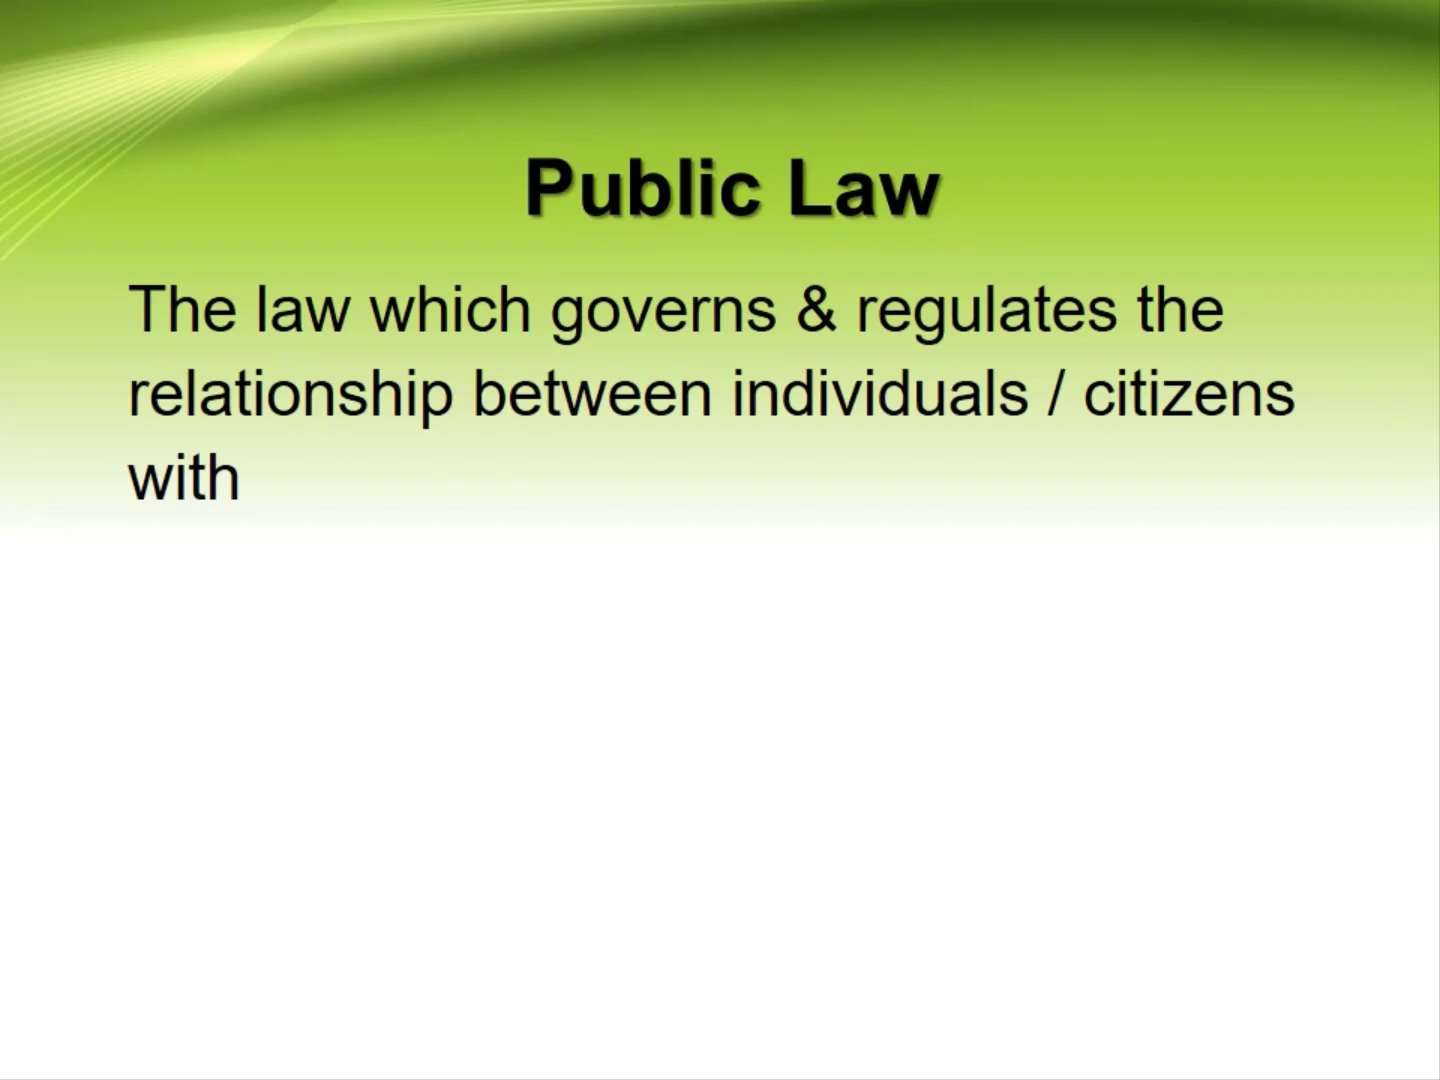 Public Law
The law which governs & regulates the
relationship between individuals / citizens
with